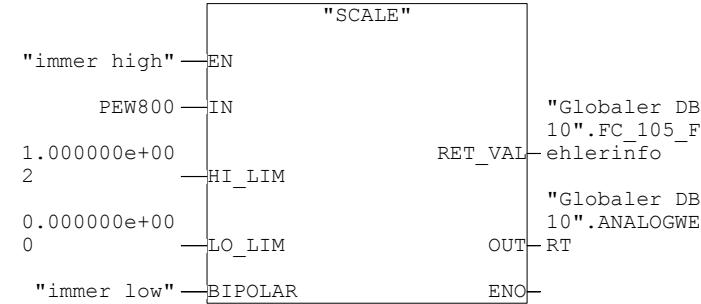 "SCALE"
"immer high" EN
PEW800 IN
"Globaler DB
10".FC_105_F
1.000000e+00 RET_VAL ehlerinfo
2 HI_LIM
"Globaler DB
0.000000e+00 10".ANALOGWE
0 LO_LIM OUT RT
"immer low" BIPOLAR ENO